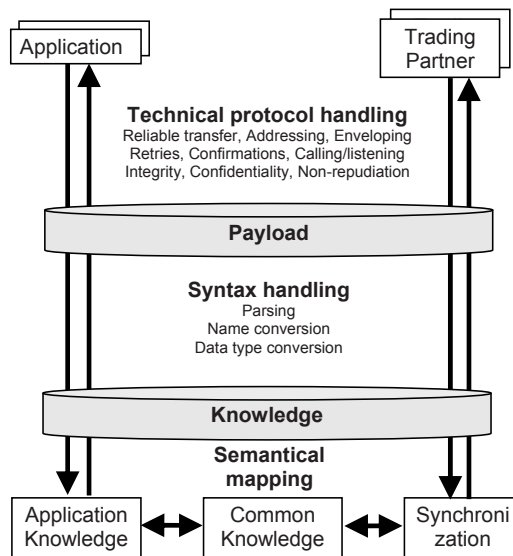 Application
Trading
Partner
Technical protocol handling
Reliable transfer, Addressing, Enveloping
Retries, Confirmations, Calling/listening
Integrity, Confidentiality, Non-repudiation
Payload
Syntax handling
Parsing
Name conversion
Data type conversion
Knowledge
Semantical
mapping
Application
Knowledge
Common
Knowledge
Synchroni
zation